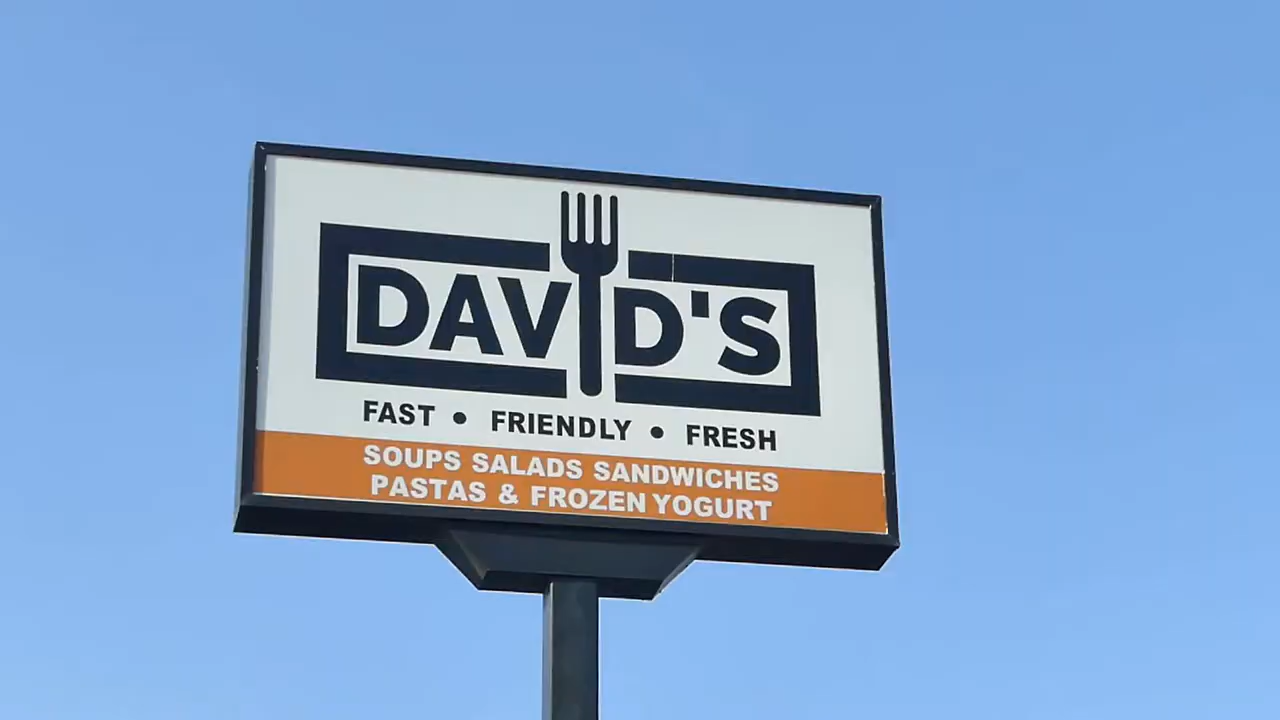 DAVID'S
FAST • FRIENDLY • FRESH
SOUPS SALADS SANDWICHES
PASTAS & FROZEN YOGURT